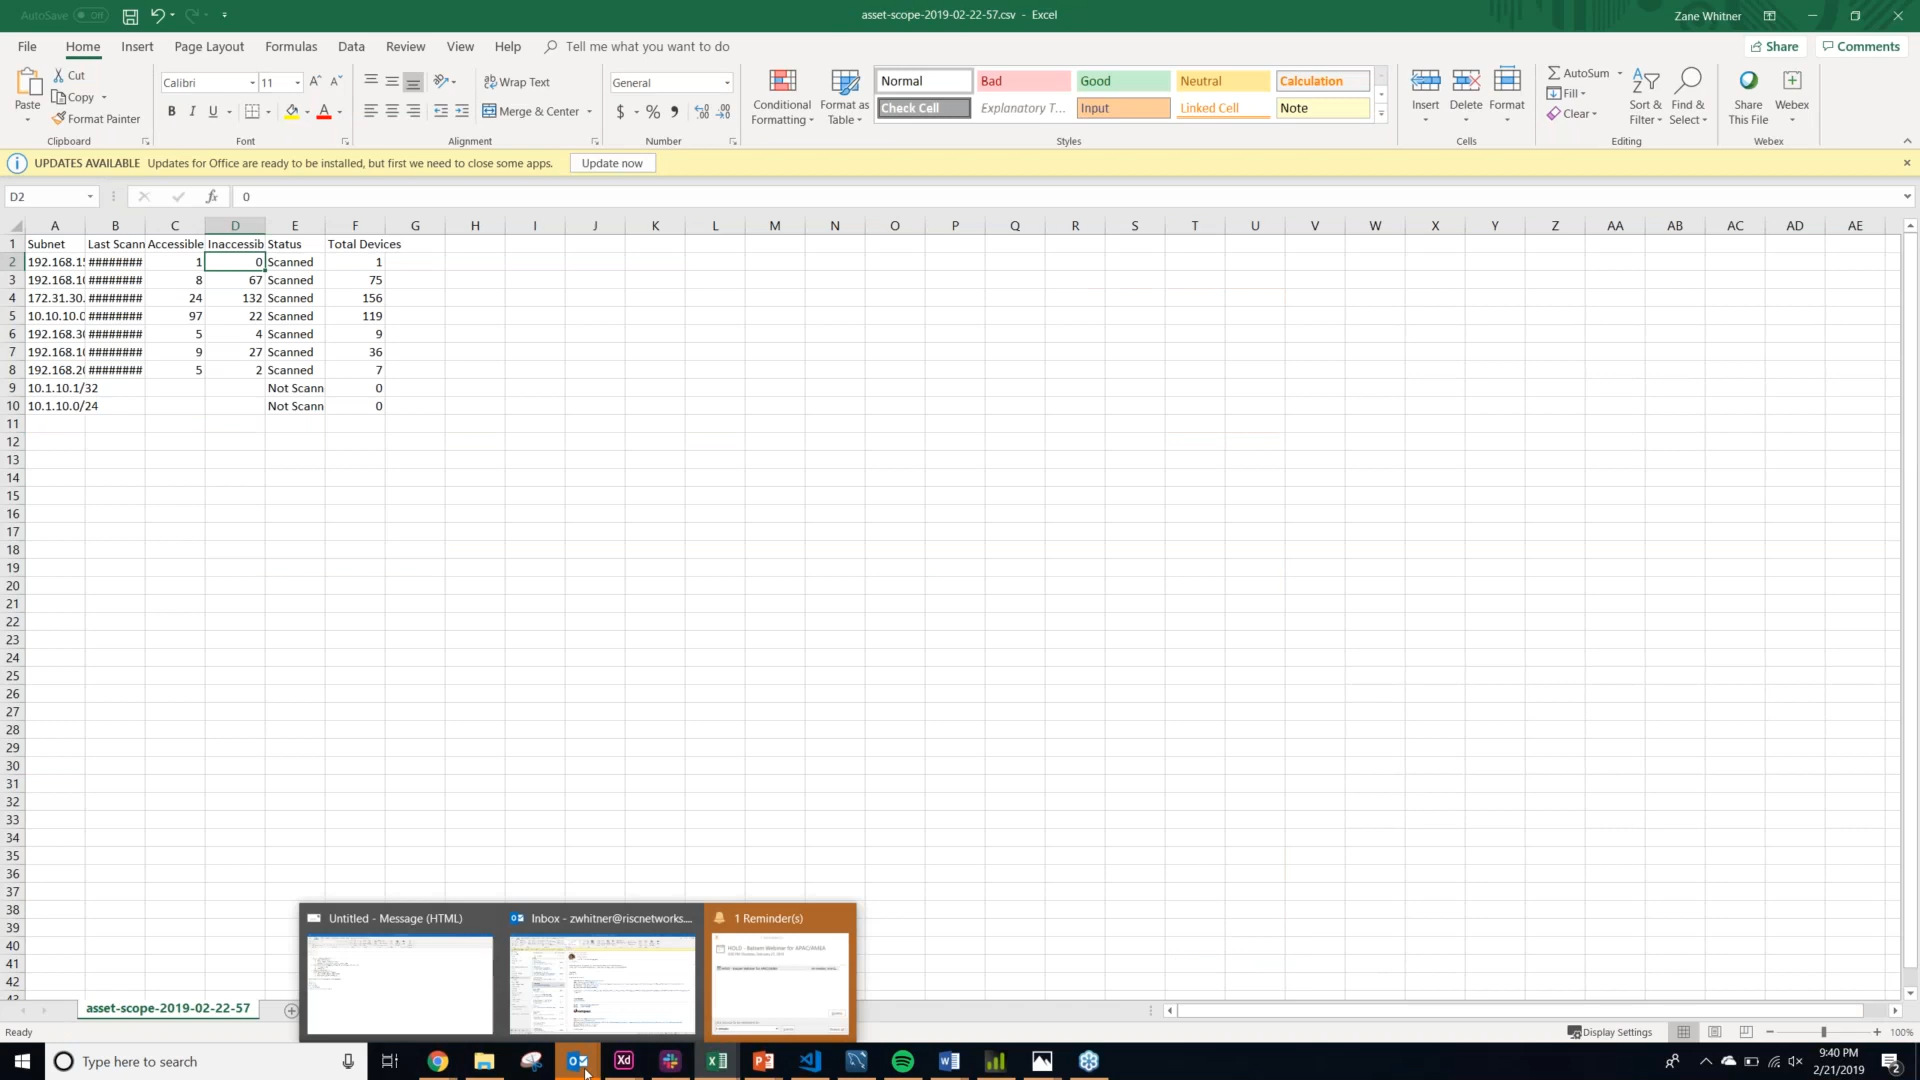 AutoSave Off
asset-scope-2019-02-22-57.csv - Excel
Zane Whitner
File Home Insert Page Layout Formulas Data Review View Help Tell me what you want to do
Share Comments
Paste
Cut
Copy
Format Painter
Clipboard
Calibri 11
B I U
Font
Wrap Text
Merge & Center
Alignment
General
$ % ,
Number
Conditional Formatting
Format as Table
Normal Bad Good Neutral Calculation
Check Cell Explanatory T... Input Linked Cell Note
Styles
Insert Delete Format
Cells
AutoSum
Fill
Clear
Sort & Filter
Find & Select
Editing
Share This File
Webex
Webex
UPDATES AVAILABLE Updates for Office are ready to be installed, but first we need to close some apps. Update now
D2 fx 0
A B C D E F G H I J K L M N O P Q R S T U V W X Y Z AA AB AC AD AE
1 Subnet Last Scann Accessible Inaccessib Status Total Devices
2 192.168.1 ######## 1 0 Scanned 1
3 192.168.1 ######## 8 67 Scanned 75
4 172.31.30. ######## 24 132 Scanned 156
5 10.10.10.0 ######## 97 22 Scanned 119
6 192.168.3 ######## 5 4 Scanned 9
7 192.168.1 ######## 9 27 Scanned 36
8 192.168.2 ######## 5 2 Scanned 7
9 10.1.10.1/32 Not Scann 0
10 10.1.10.0/24 Not Scann 0
11
12
13
14
15
16
17
18
19
20
21
22
23
24
25
26
27
28
29
30
31
32
33
34
35
36
37
38
39
40
41
42
43
Untitled - Message (HTML)
Inbox - zwhitner@riscnetworks....
1 Reminder(s)
HOLD - Batsem Webinar for APAC/AMEA
asset-scope-2019-02-22-57
Ready
Display Settings
100%
Type here to search
9:40 PM
2/21/2019
2